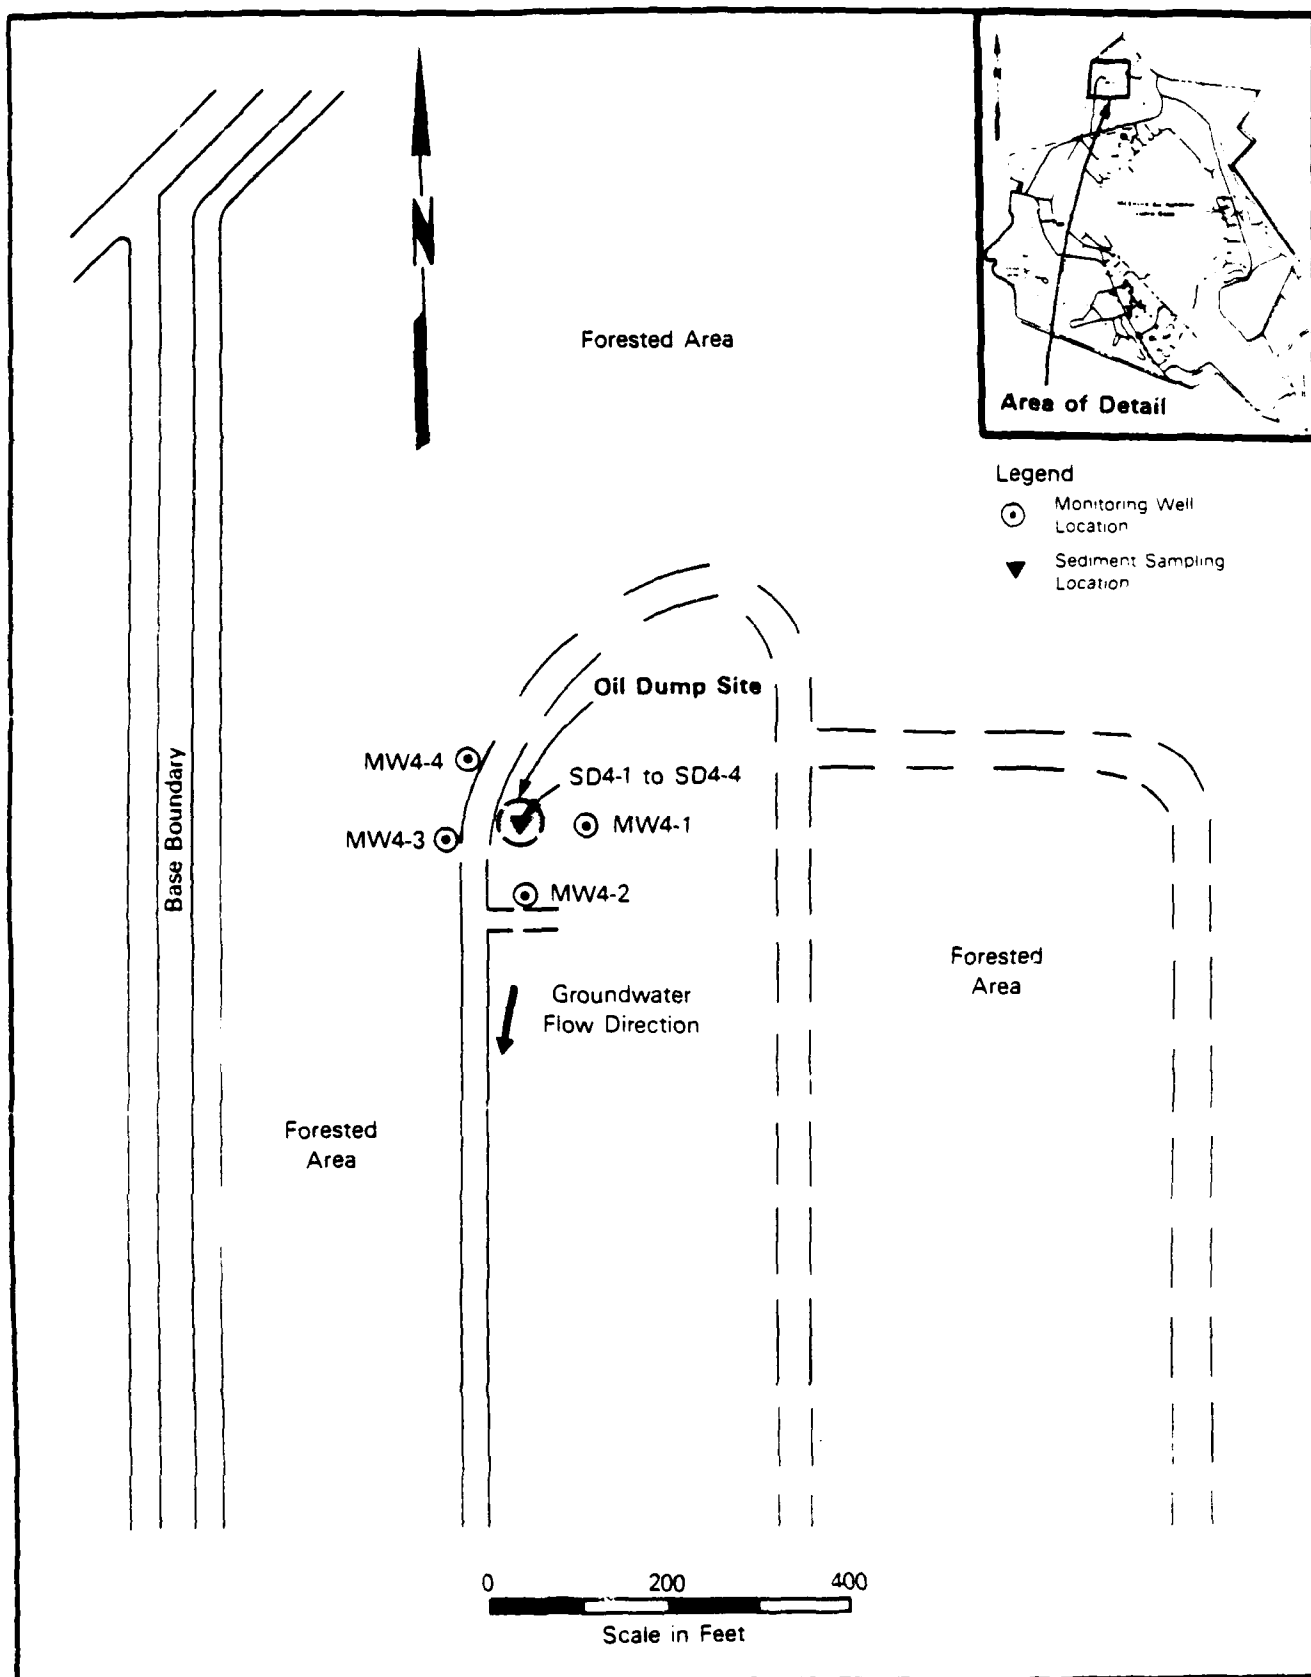 N
Forested Area
Area of Detail
Legend
Monitoring Well
Location
Sediment Sampling
Location
Oil Dump Site
MW4-4
SD4-1 to SD4-4
MW4-3
MW4-1
MW4-2
Base Boundary
Forested
Area
Groundwater
Flow Direction
Forested
Area
0 200 400
Scale in Feet